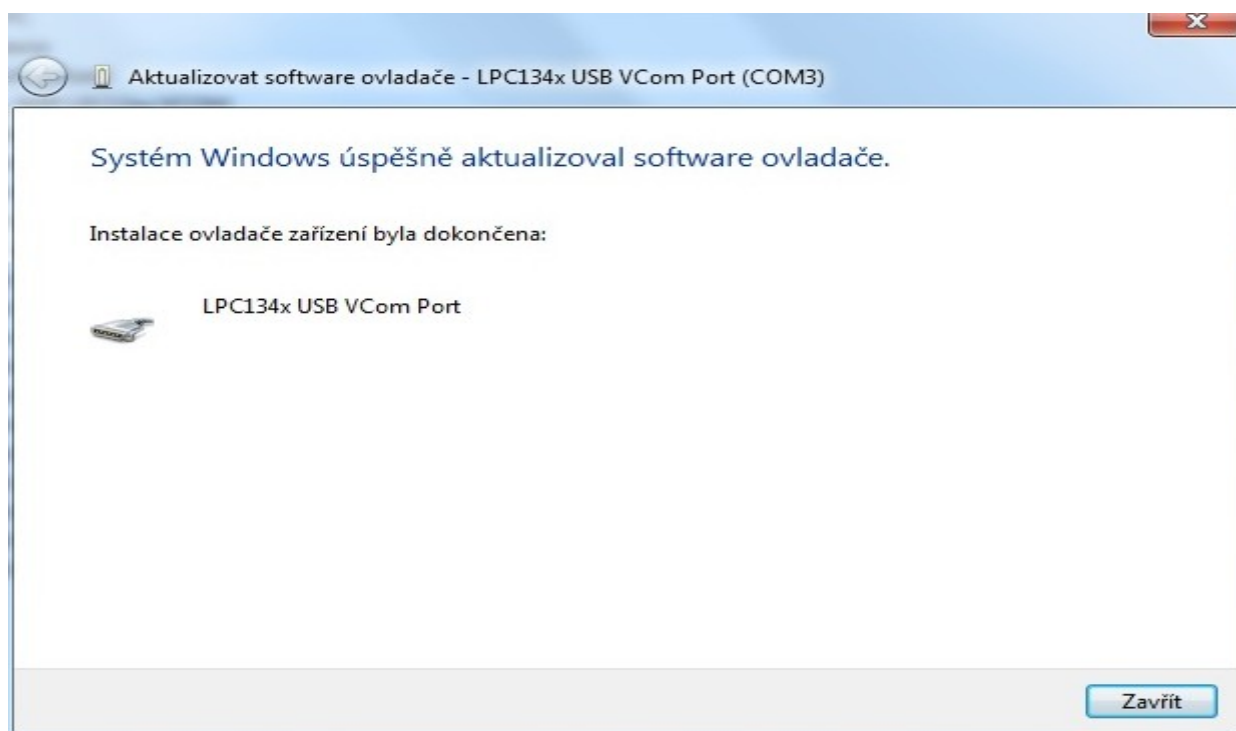 Aktualizovat software ovladače - LPC134x USB VCom Port (COM3)
Systém Windows úspěšně aktualizoval software ovladače.
Instalace ovladače zařízení byla dokončena:
LPC134x USB VCom Port
Zavřít